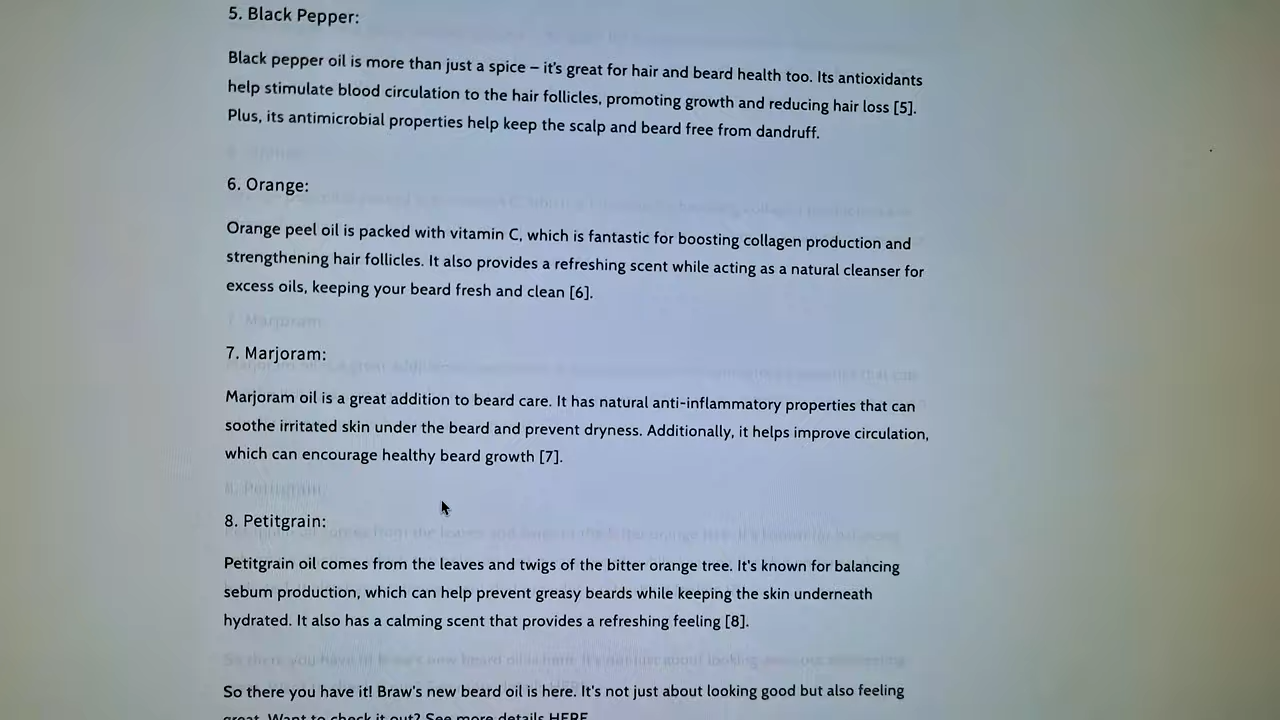 5. Black Pepper:
Black pepper oil is more than just a spice – it's great for hair and beard health too. Its antioxidants
help stimulate blood circulation to the hair follicles, promoting growth and reducing hair loss [5].
Plus, its antimicrobial properties help keep the scalp and beard free from dandruff.
6. Orange:
Orange peel oil is packed with vitamin C, which is fantastic for boosting collagen production and
strengthening hair follicles. It also provides a refreshing scent while acting as a natural cleanser for
excess oils, keeping your beard fresh and clean [6].
7. Marjoram:
Marjoram oil is a great addition to beard care. It has natural anti-inflammatory properties that can
soothe irritated skin under the beard and prevent dryness. Additionally, it helps improve circulation,
which can encourage healthy beard growth [7].
8. Petitgrain:
Petitgrain oil comes from the leaves and twigs of the bitter orange tree. It's known for balancing
sebum production, which can help prevent greasy beards while keeping the skin underneath
hydrated. It also has a calming scent that provides a refreshing feeling [8].
So there you have it! Braw's new beard oil is here. It's not just about looking good but also feeling
great. Want to check it out? See more details HERE